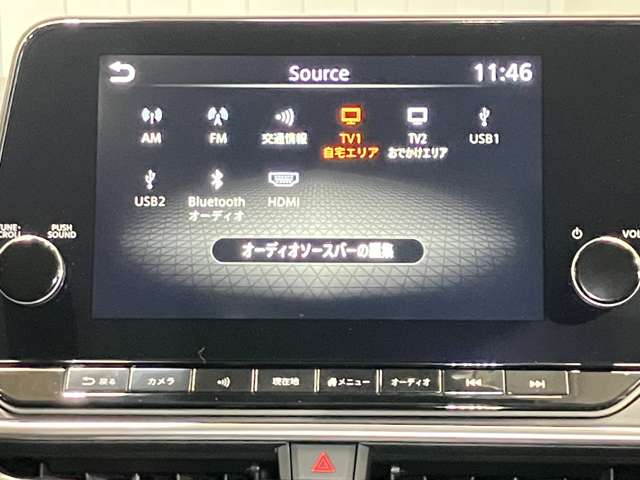 Source 11:46
AM FM 交通情報 TV1 TV2 USB1
自宅エリア おでかけエリア
USB2 Bluetooth HDMI
オーディオ
オーディオソースバーの編集
TUNE・ PUSH VOL
SCROLL SOUND
戻る カメラ 現在地 メニュー オーディオ